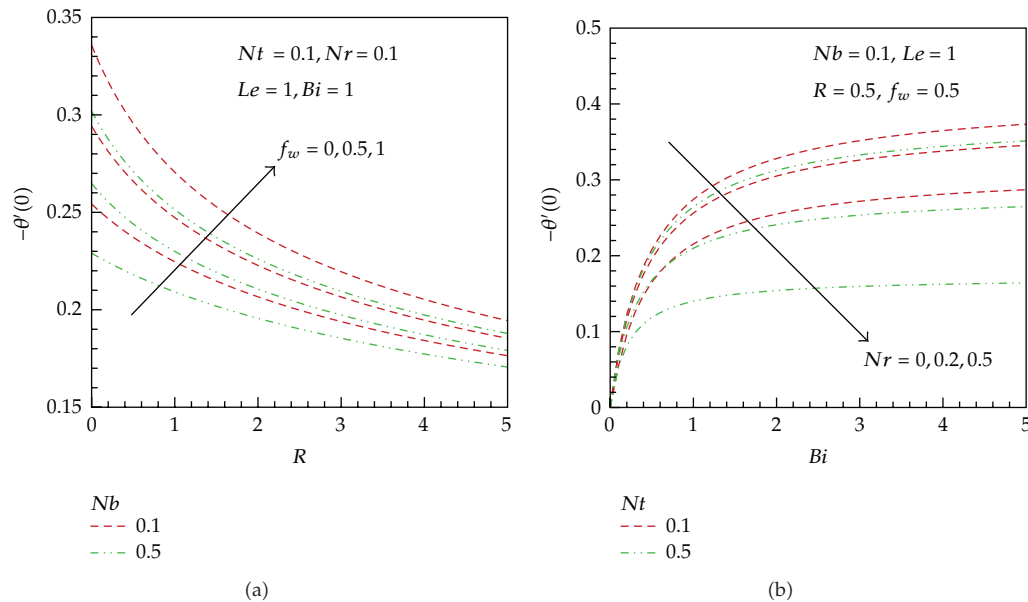 0.35
0.3
0.25
0.2
0.15
−θ′(0)
Nt = 0.1, Nr = 0.1
Le = 1, Bi = 1
f_w = 0, 0.5, 1
0 1 2 3 4 5
R
Nb
0.1
0.5
(a)
0.5
0.4
0.3
0.2
0.1
0
−θ′(0)
Nb = 0.1, Le = 1
R = 0.5, f_w = 0.5
Nr = 0, 0.2, 0.5
0 1 2 3 4 5
Bi
Nt
0.1
0.5
(b)